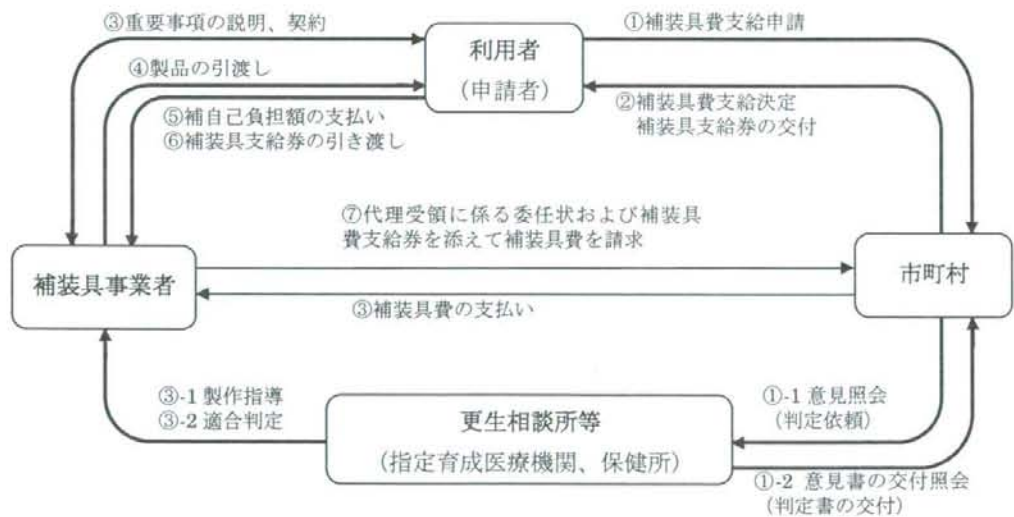 ③重要事項の説明、契約
①補装具費支給申請
利用者
(申請者)
④製品の引渡し
②補装具費支給決定
補装具支給券の交付
⑤補自己負担額の支払い
⑥補装具支給券の引き渡し
⑦代理受領に係る委任状および補装具
費支給券を添えて補装具費を請求
補装具事業者
市町村
③補装具費の支払い
③-1 製作指導
③-2 適合判定
①-1 意見照会
(判定依頼)
更生相談所等
(指定育成医療機関、保健所)
①-2 意見書の交付照会
(判定書の交付)